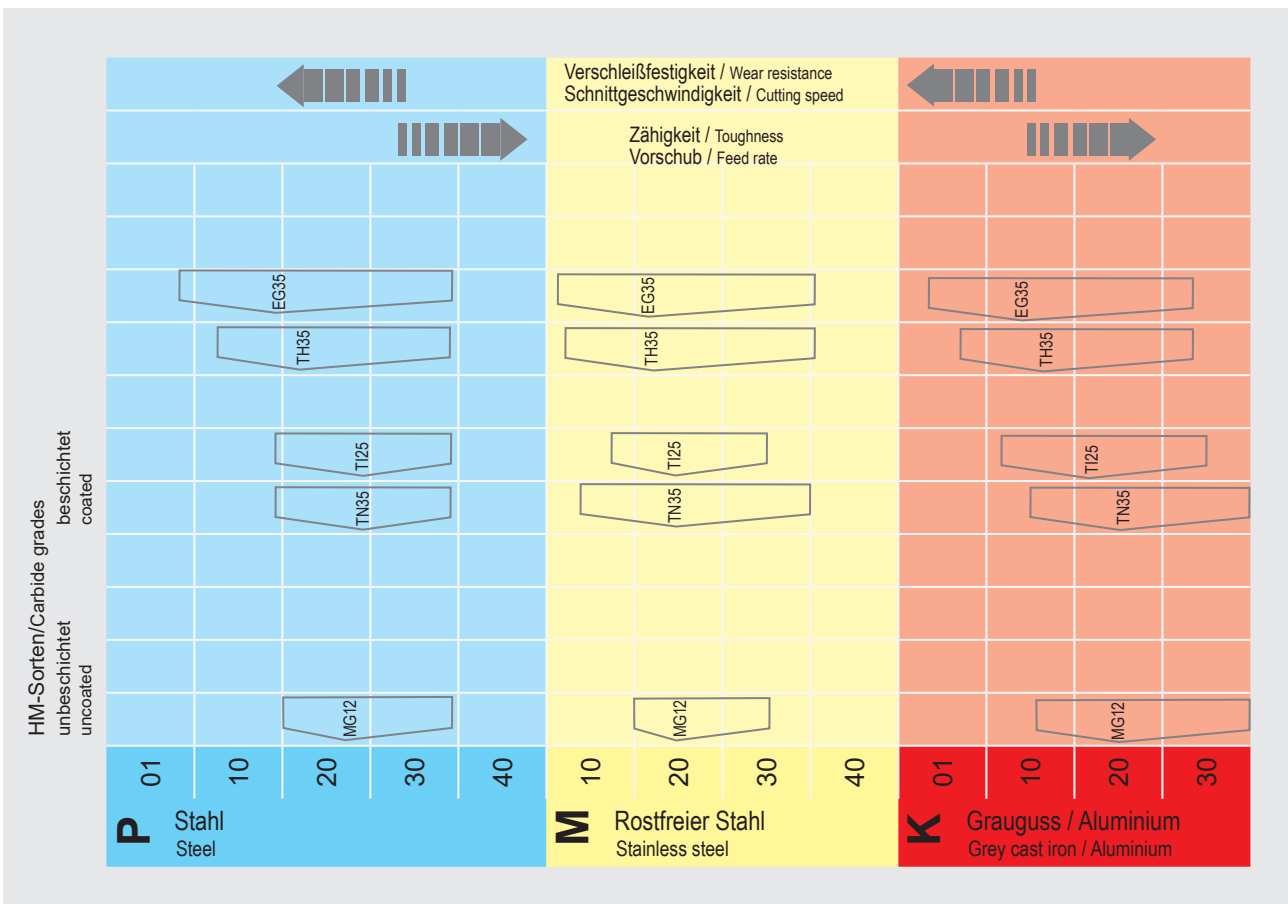 Verschleißfestigkeit / Wear resistance
Schnittgeschwindigkeit / Cutting speed
Zähigkeit / Toughness
Vorschub / Feed rate
EG35 EG35 EG35
TH35 TH35 TH35
TI25 TI25 TI25
TN35 TN35 TN35
MG12 MG12 MG12
HM-Sorten/Carbide grades
beschichtet
coated
unbeschichtet
uncoated
01 10 20 30 40 10 20 30 40 01 10 20 30
P Stahl
Steel
M Rostfreier Stahl
Stainless steel
K Grauguss / Aluminium
Grey cast iron / Aluminium